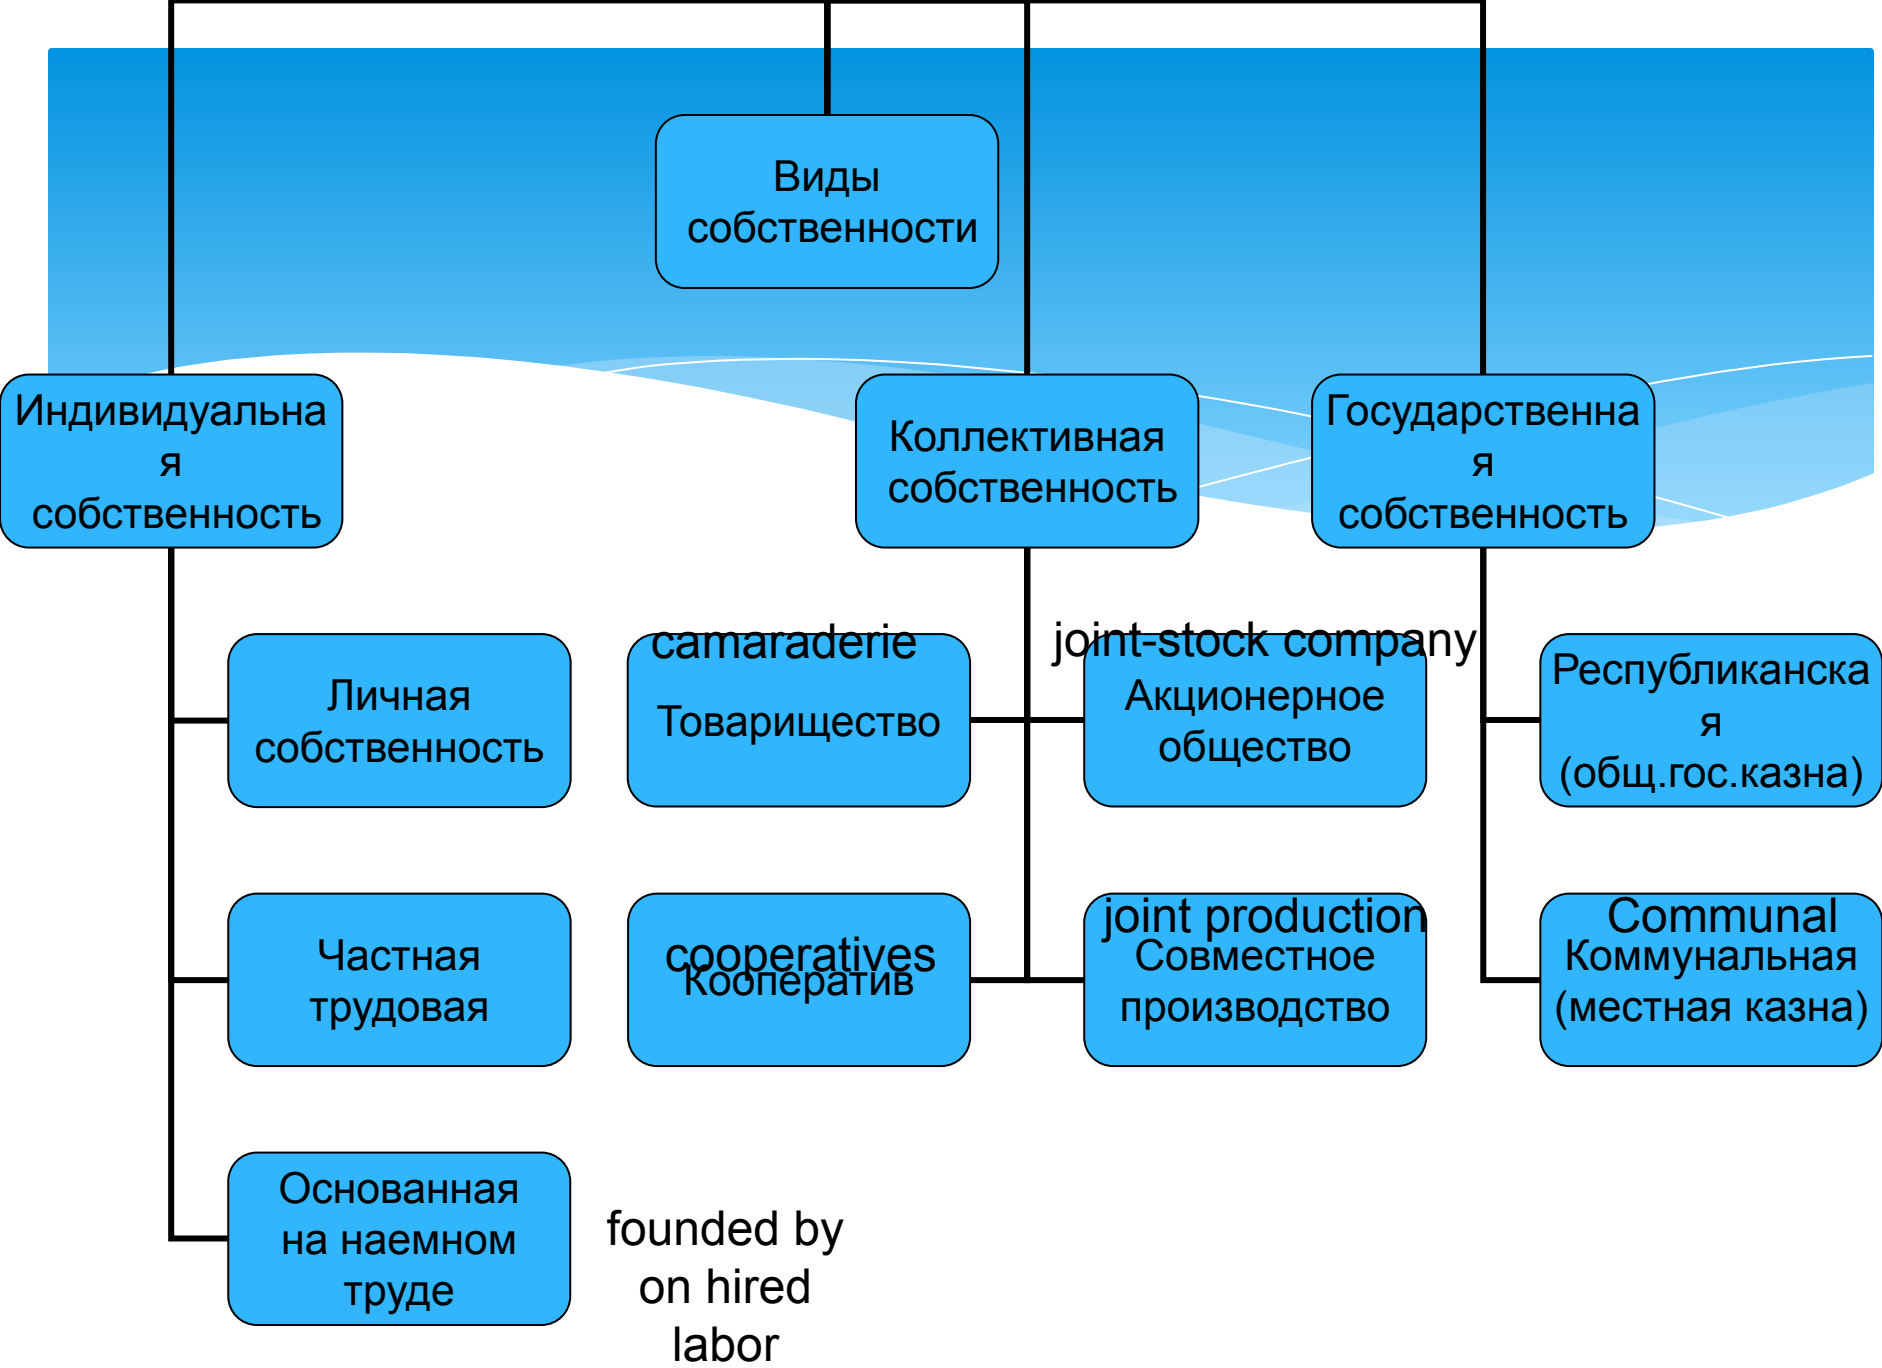 Виды
собственности
Индивидуальна
я
собственность
Коллективная
собственность
Государственна
я
собственность
Личная
собственность
camaraderie
Товарищество
joint-stock company
Акционерное
общество
Республиканска
я
(общ.гос.казна)
Частная
трудовая
cooperatives
Кооператив
joint production
Совместное
производство
Communal
Коммунальная
(местная казна)
Основанная
на наемном
труде
founded by
on hired
labor